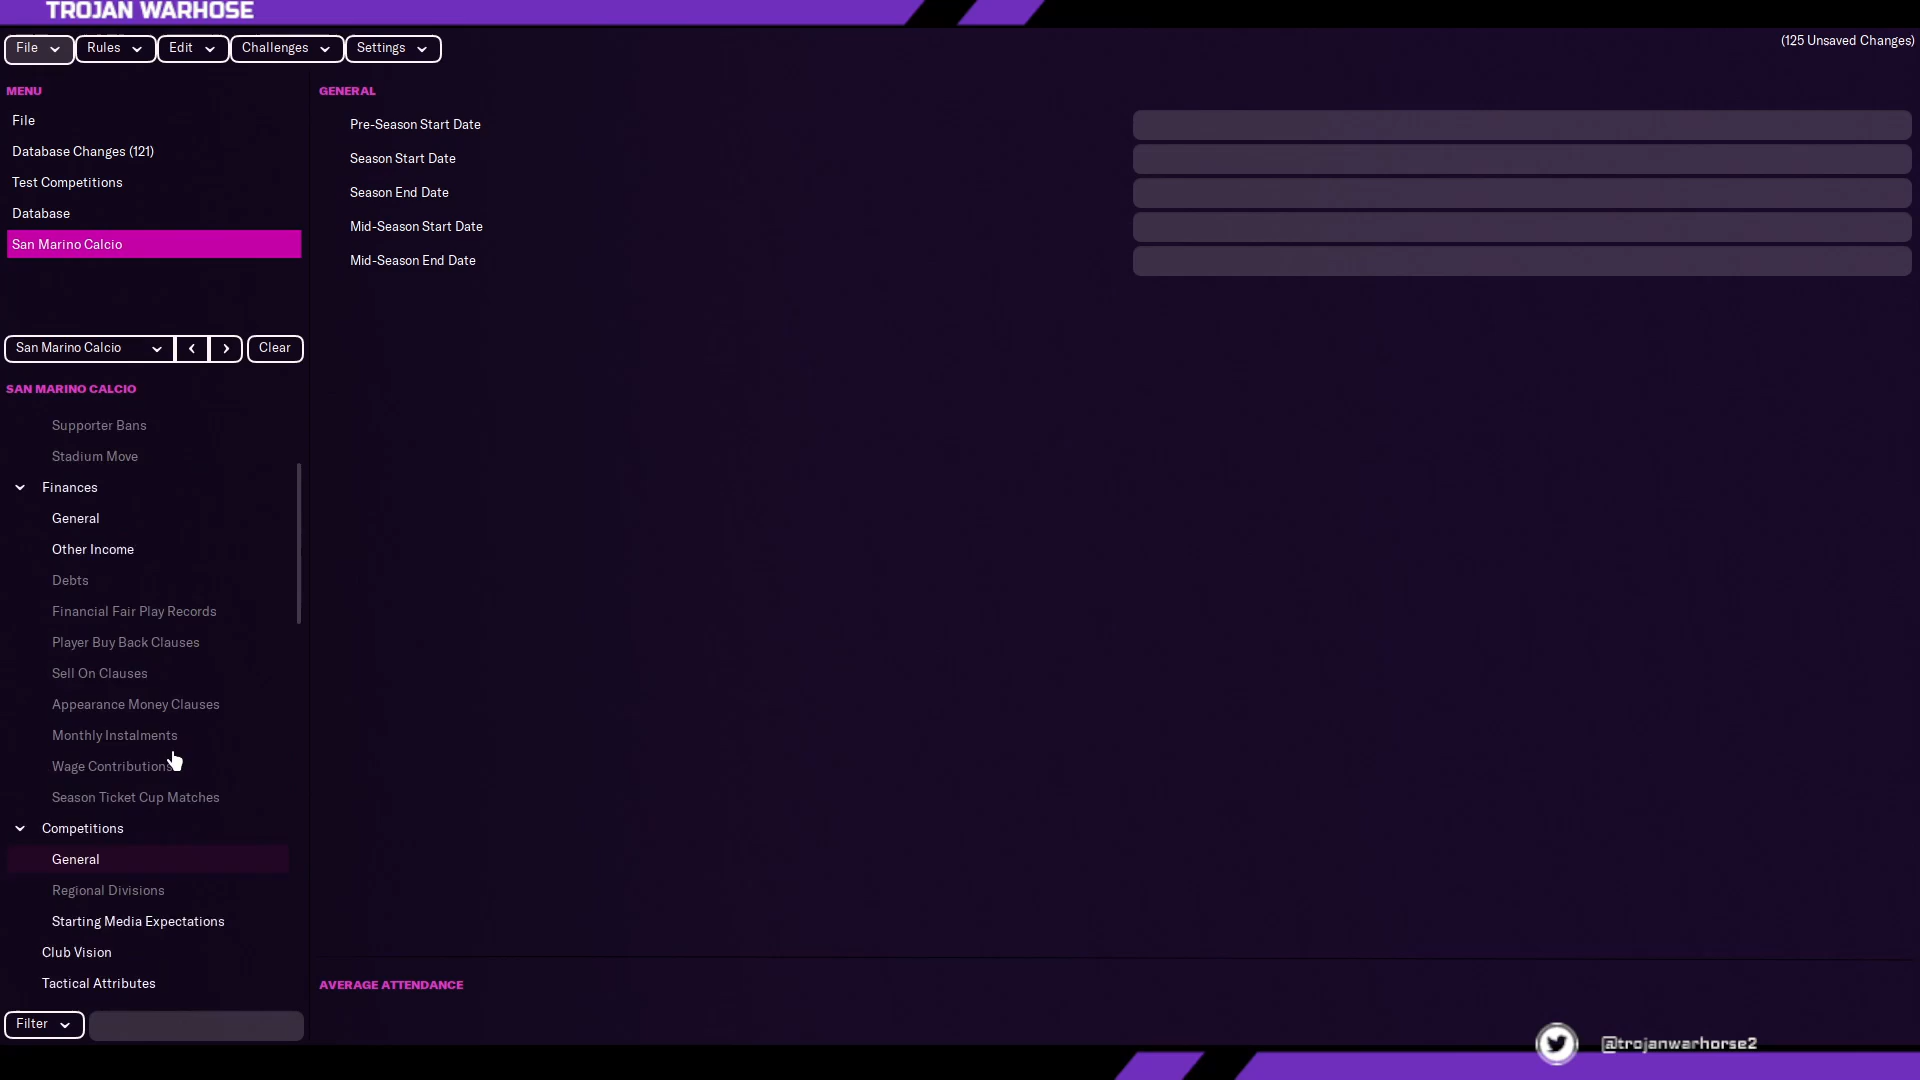 TROJAN WARHOSE
File
Rules
Edit
Challenges
Settings
(125 Unsaved Changes)
MENU
File
Database Changes (121)
Test Competitions
Database
San Marino Calcio
San Marino Calcio
Clear
SAN MARINO CALCIO
Supporter Bans
Stadium Move
Finances
General
Other Income
Debts
Financial Fair Play Records
Player Buy Back Clauses
Sell On Clauses
Appearance Money Clauses
Monthly Instalments
Wage Contributions
Season Ticket Cup Matches
Competitions
General
Regional Divisions
Starting Media Expectations
Club Vision
Tactical Attributes
Filter
GENERAL
Pre-Season Start Date
Season Start Date
Season End Date
Mid-Season Start Date
Mid-Season End Date
AVERAGE ATTENDANCE
@trojanwarhorse2